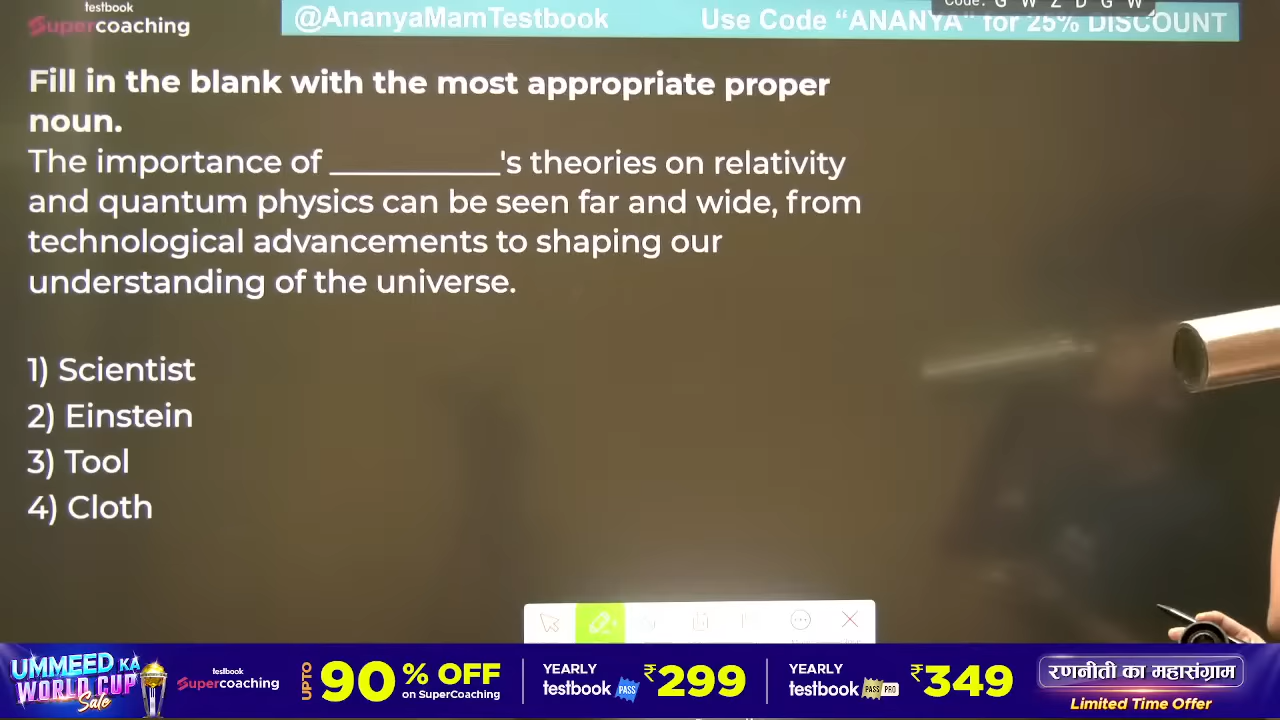 testbook
Supercoaching
@AnanyaMamTestbook
Use Code “ANANYA” for 25% DISCOUNT
Code: G W Z D G W
Fill in the blank with the most appropriate proper
noun.
The importance of __________'s theories on relativity
and quantum physics can be seen far and wide, from
technological advancements to shaping our
understanding of the universe.
1) Scientist
2) Einstein
3) Tool
4) Cloth
UMMEED KA
WORLD CUP
Sale
testbook
Supercoaching
UPTO
90% OFF
on SuperCoaching
YEARLY
testbook PASS
₹299
YEARLY
testbook PASS PRO
₹349
रणनीती का महासंग्राम
Limited Time Offer